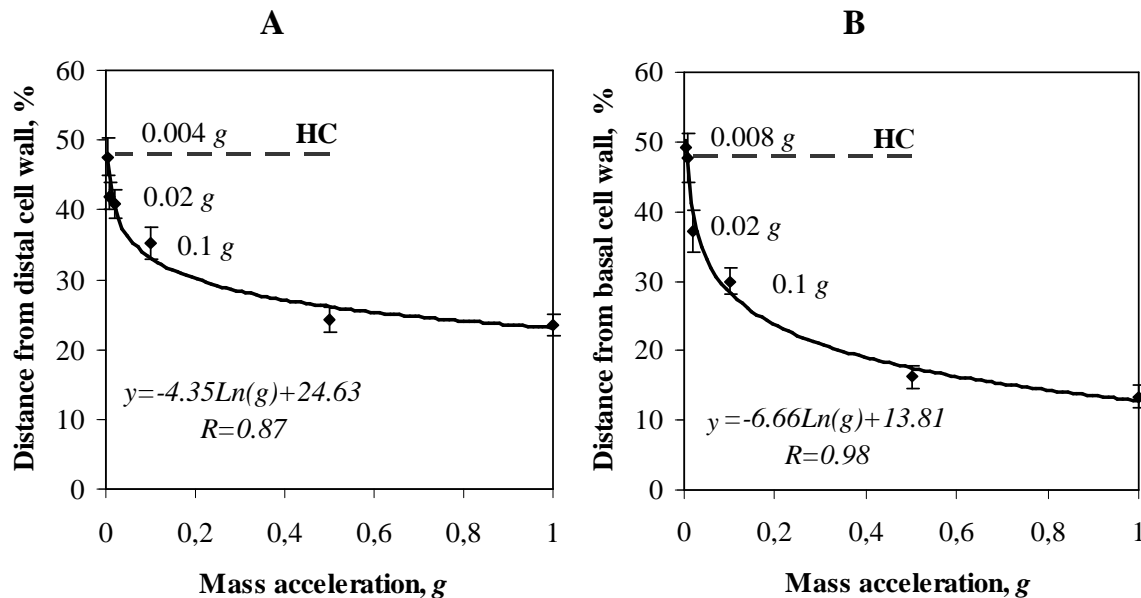 A
Distance from distal cell wall, %
60
50
40
30
20
10
0
0.004 g
HC
0.02 g
0.1 g
y=-4.35Ln(g)+24.63
R=0.87
0
0,2
0,4
0,6
0,8
1
Mass acceleration, g
B
Distance from basal cell wall, %
60
50
40
30
20
10
0
0.008 g
HC
0.02 g
0.1 g
y=-6.66Ln(g)+13.81
R=0.98
0
0,2
0,4
0,6
0,8
1
Mass acceleration, g